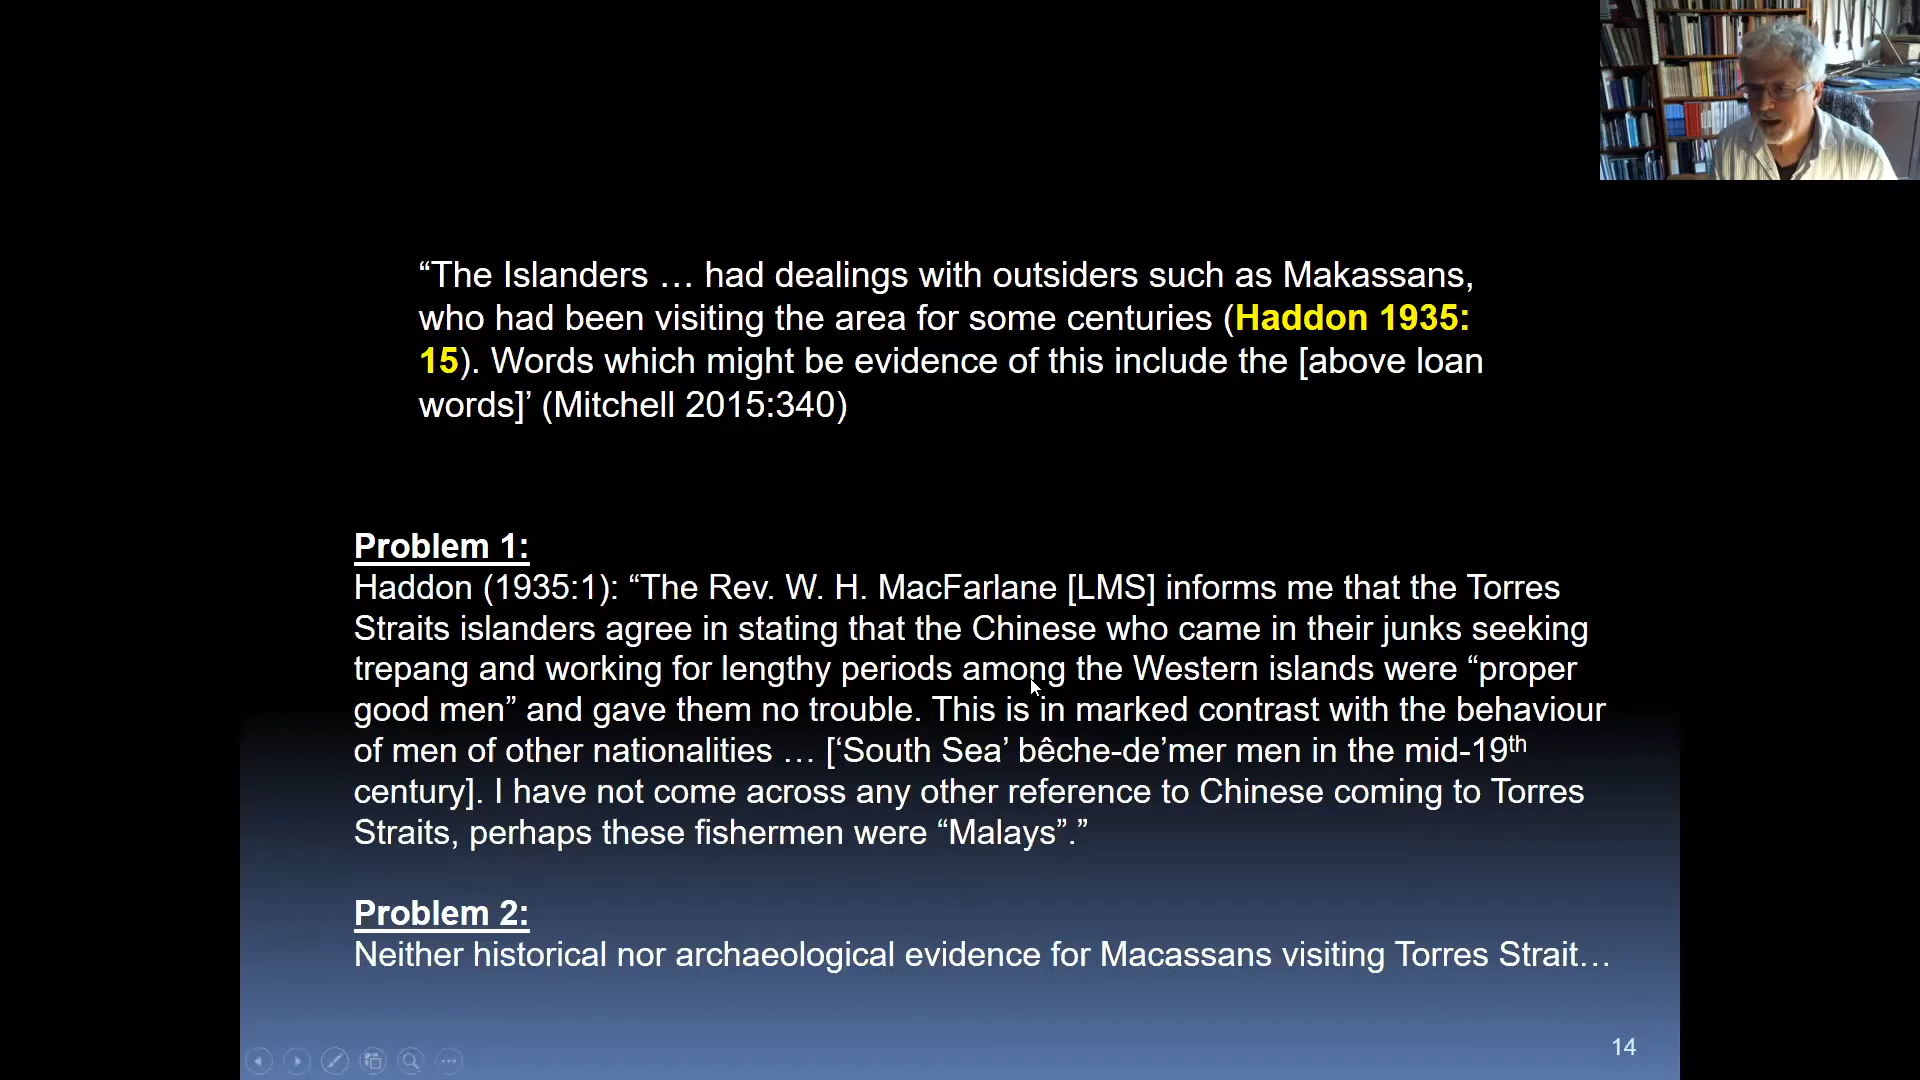 “The Islanders … had dealings with outsiders such as Makassans,
who had been visiting the area for some centuries (Haddon 1935:
15). Words which might be evidence of this include the [above loan
words]’ (Mitchell 2015:340)
Problem 1:
Haddon (1935:1): “The Rev. W. H. MacFarlane [LMS] informs me that the Torres
Straits islanders agree in stating that the Chinese who came in their junks seeking
trepang and working for lengthy periods among the Western islands were “proper
good men” and gave them no trouble. This is in marked contrast with the behaviour
of men of other nationalities … [‘South Sea’ bêche-de’mer men in the mid-19th
century]. I have not come across any other reference to Chinese coming to Torres
Straits, perhaps these fishermen were “Malays”.”
Problem 2:
Neither historical nor archaeological evidence for Macassans visiting Torres Strait…
14